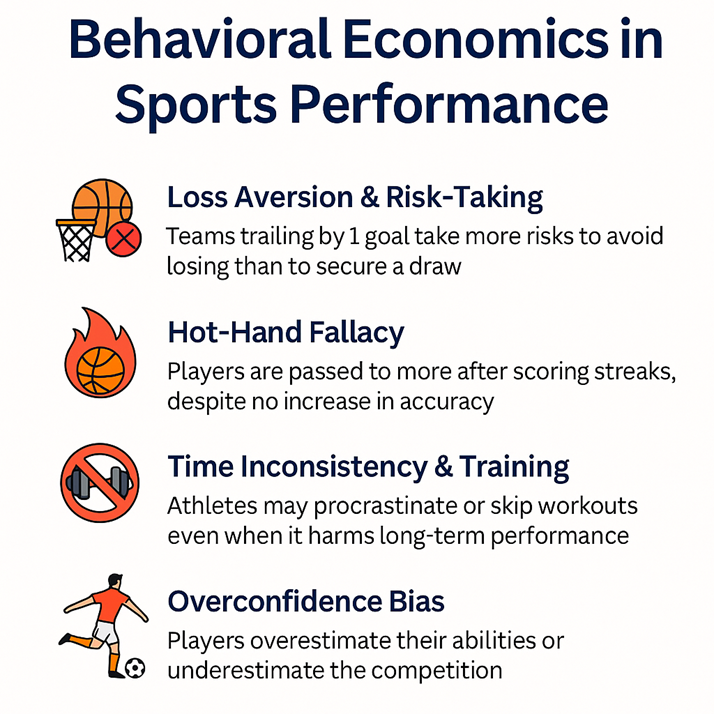 Behavioral Economics in
Sports Performance
Loss Aversion & Risk-Taking
Teams trailing by 1 goal take more risks to avoid
losing than to secure a draw
Hot-Hand Fallacy
Players are passed to more after scoring streaks,
despite no increase in accuracy
Time Inconsistency & Training
Athletes may procrastinate or skip workouts
even when it harms long-term performance
Overconfidence Bias
Players overestimate their abilities or
underestimate the competition